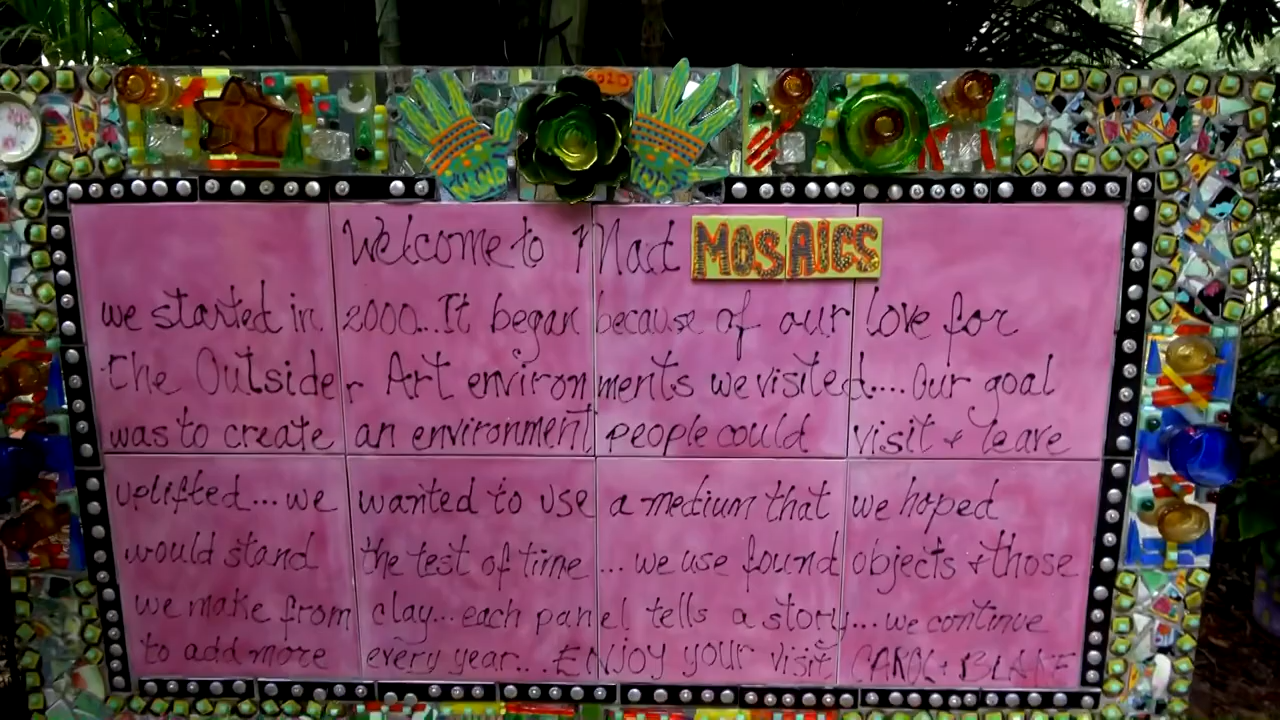 Welcome to Mad MOSAICS
we started in 2000...It began because of our love for
the Outsider Art environments we visited....Our goal
was to create an environment people could visit + leave
uplifted...we wanted to use a medium that we hoped
would stand the test of time... we use found objects + those
we make from clay...each panel tells a story...we continue
to add more every year...ENJOY your visit CAROL + BLAKE